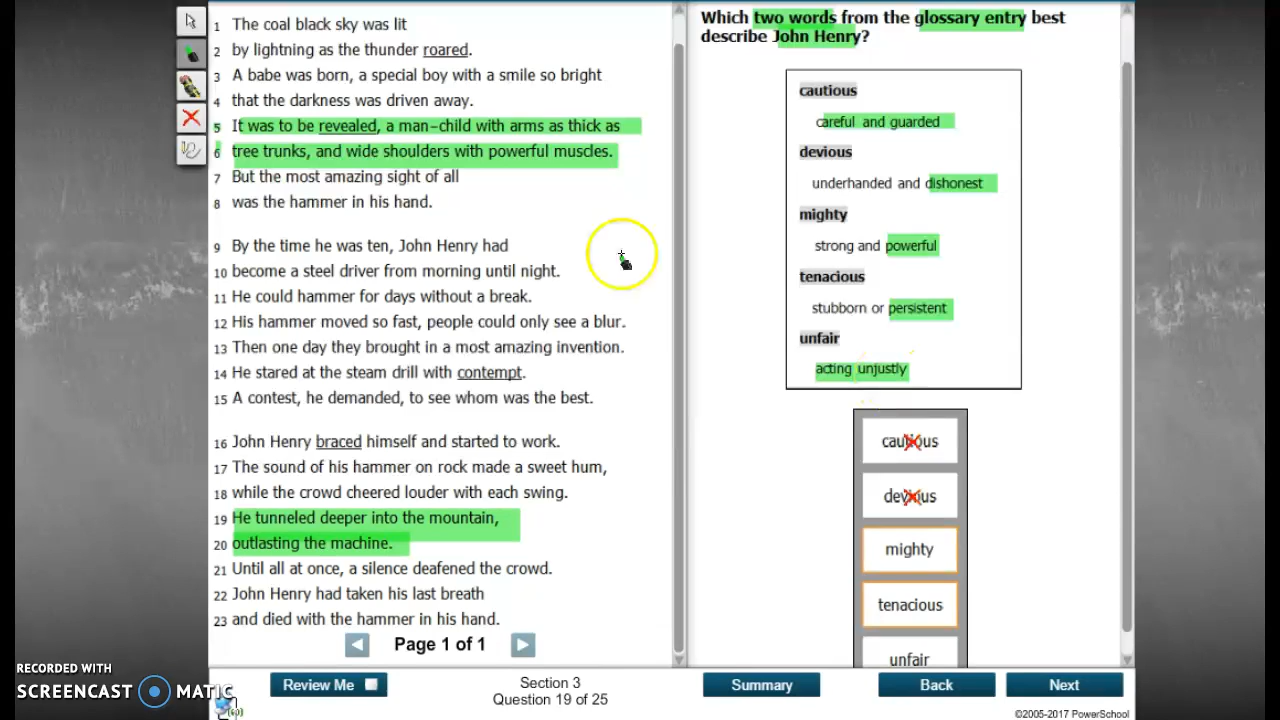 1 The coal black sky was lit
2 by lightning as the thunder roared.
3 A babe was born, a special boy with a smile so bright
4 that the darkness was driven away.
5 It was to be revealed, a man–child with arms as thick as
6 tree trunks, and wide shoulders with powerful muscles.
7 But the most amazing sight of all
8 was the hammer in his hand.
9 By the time he was ten, John Henry had
10 become a steel driver from morning until night.
11 He could hammer for days without a break.
12 His hammer moved so fast, people could only see a blur.
13 Then one day they brought in a most amazing invention.
14 He stared at the steam drill with contempt.
15 A contest, he demanded, to see whom was the best.
16 John Henry braced himself and started to work.
17 The sound of his hammer on rock made a sweet hum,
18 while the crowd cheered louder with each swing.
19 He tunneled deeper into the mountain,
20 outlasting the machine.
21 Until all at once, a silence deafened the crowd.
22 John Henry had taken his last breath
23 and died with the hammer in his hand.
Page 1 of 1
Which two words from the glossary entry best
describe John Henry?
cautious
careful and guarded
devious
underhanded and dishonest
mighty
strong and powerful
tenacious
stubborn or persistent
unfair
acting unjustly
cautious
devious
mighty
tenacious
unfair
Review Me
Section 3
Question 19 of 25
Summary
Back
Next
©2005-2017 PowerSchool
RECORDED WITH
SCREENCAST MATIC